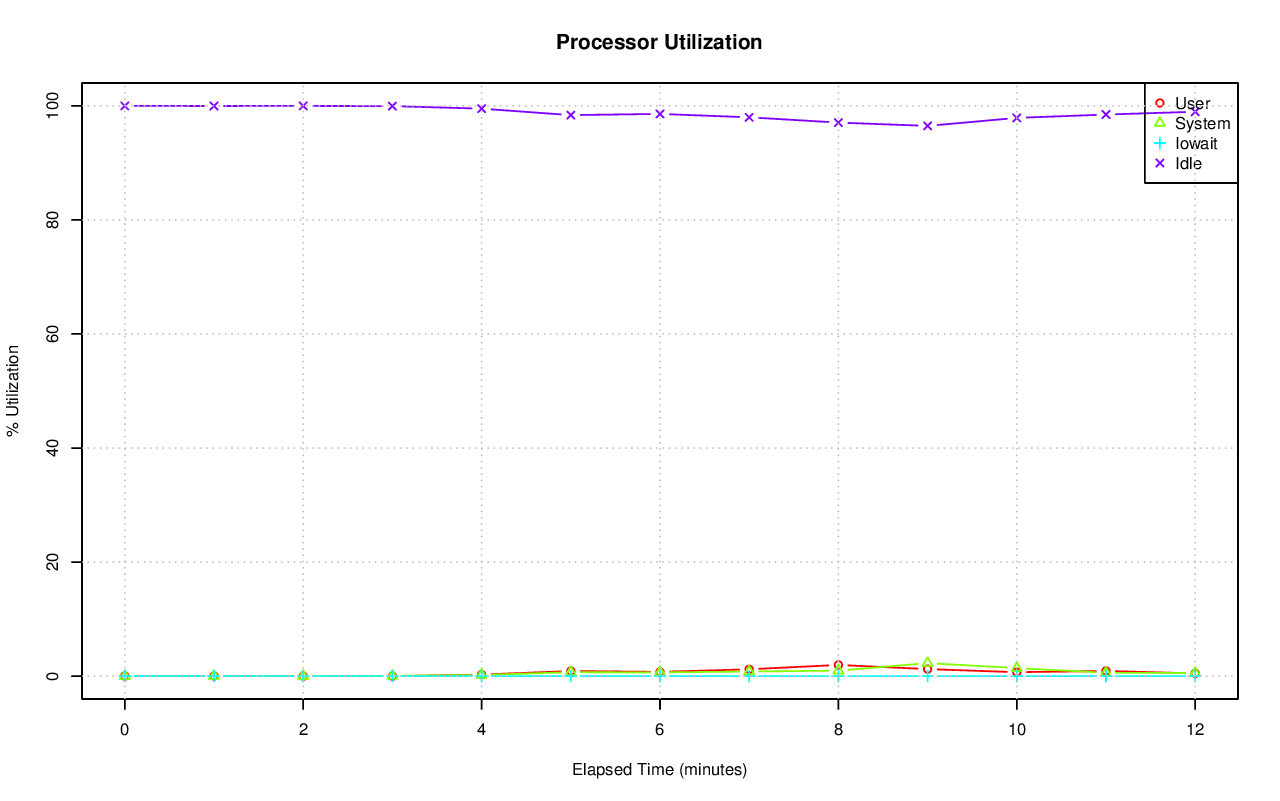 Processor Utilization
100
80
60
40
20
0
% Utilization
User
System
Iowait
Idle
0 2 4 6 8 10 12
Elapsed Time (minutes)